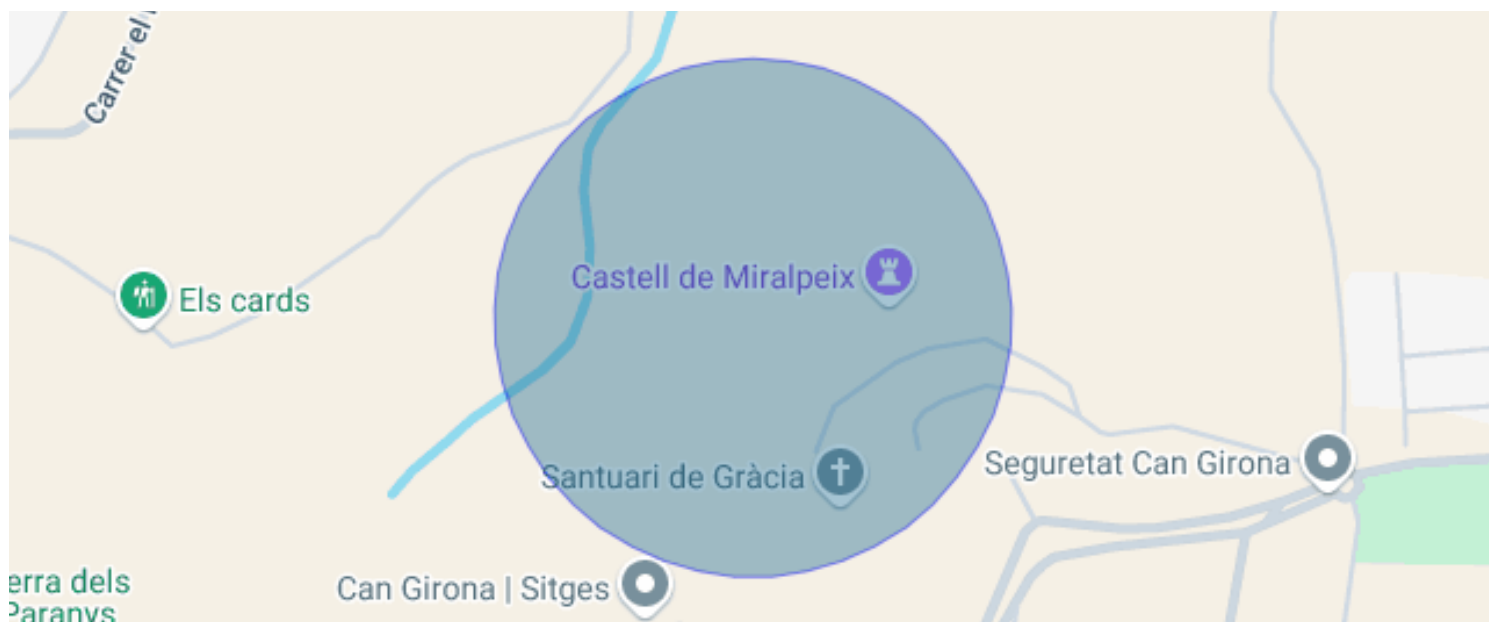 Carrer el
Castell de Miralpeix
Els cards
Santuari de Gràcia
Seguretat Can Girona
Can Girona | Sitges
erra dels
Paranys